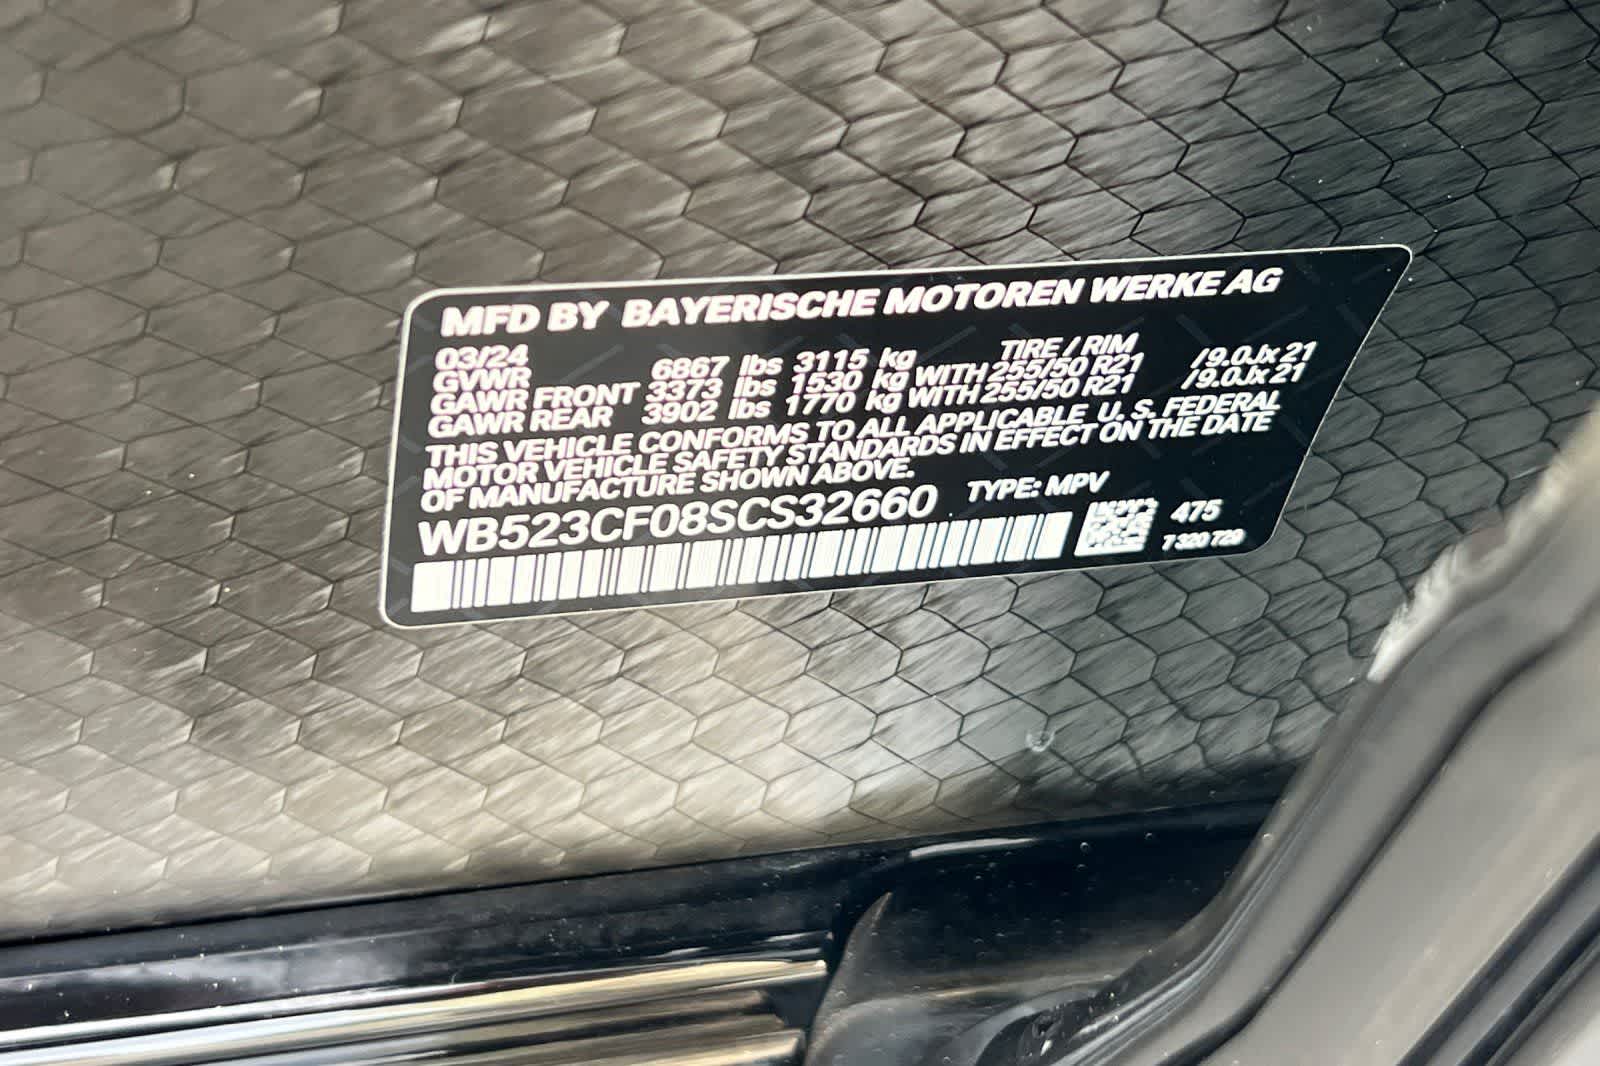 MFD BY BAYERISCHE MOTOREN WERKE AG
03/24 TIRE / RIM
GVWR 6867 lbs 3115 kg
GAWR FRONT 3373 lbs 1530 kg WITH 255/50 R21 / 9.0Jx 21
GAWR REAR 3902 lbs 1770 kg WITH 255/50 R21 / 9.0Jx 21
THIS VEHICLE CONFORMS TO ALL APPLICABLE U. S. FEDERAL
MOTOR VEHICLE SAFETY STANDARDS IN EFFECT ON THE DATE
OF MANUFACTURE SHOWN ABOVE.
WB523CF08SCS32660 TYPE: MPV
475
7 320 729